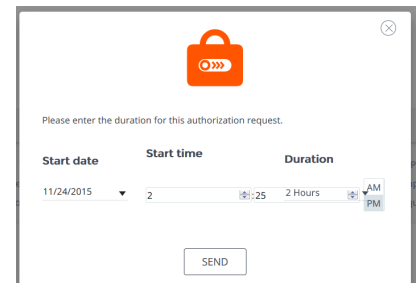 Please enter the duration for this authorization request.
Start date Start time Duration
11/24/2015 2 :25 2 Hours AM
PM
SEND